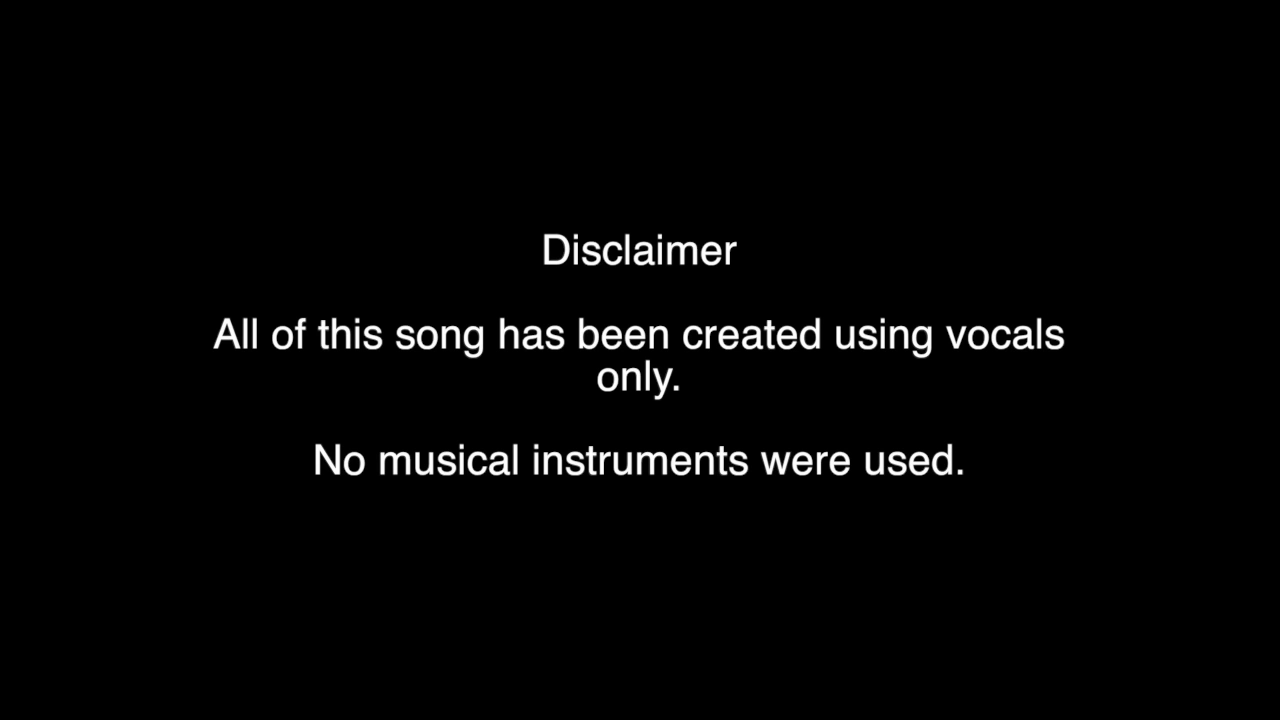 Disclaimer
All of this song has been created using vocals
only.
No musical instruments were used.